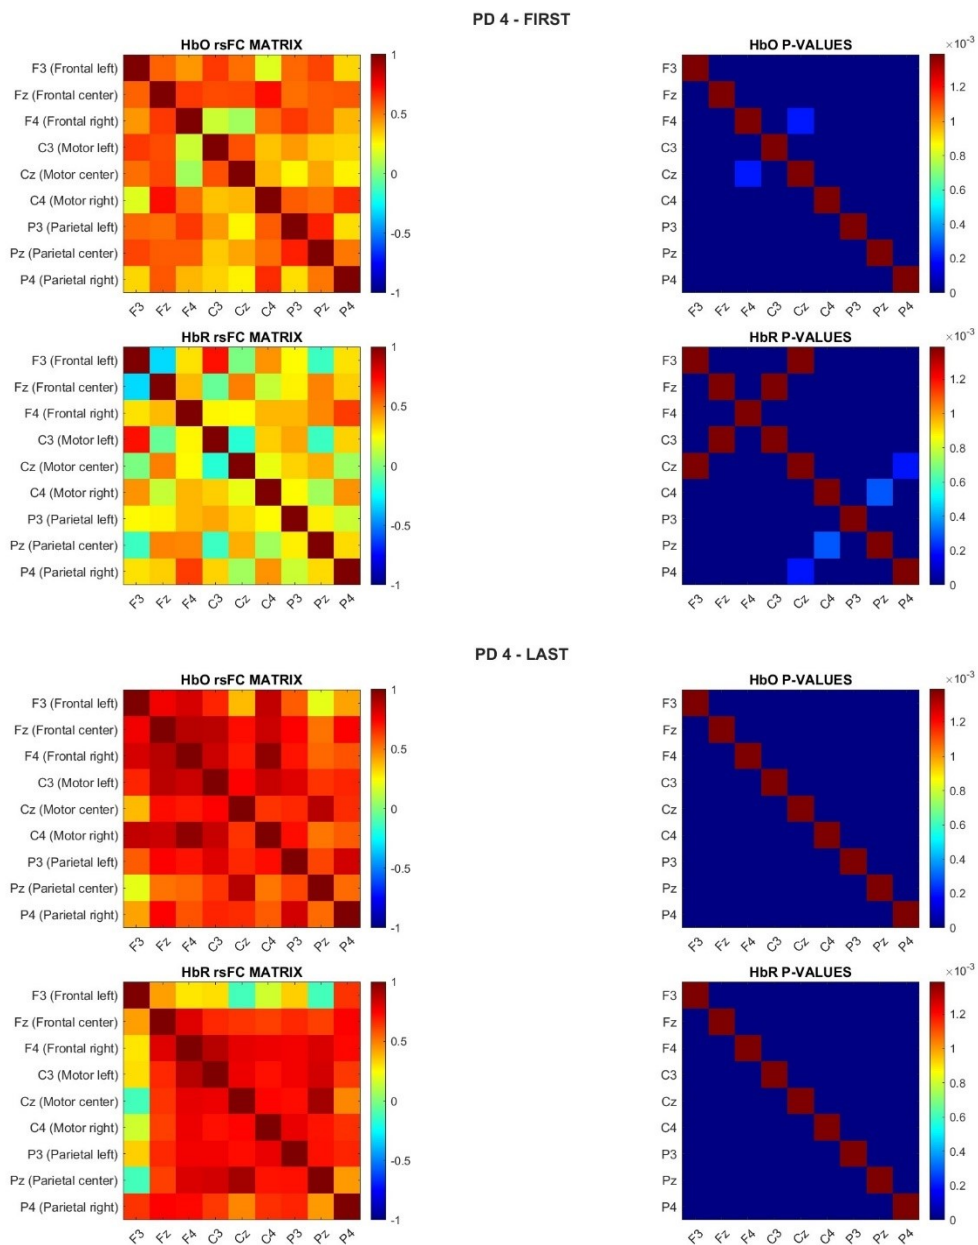 PD 4 - FIRST
HbO rsFC MATRIX
F3 (Frontal left)
Fz (Frontal center)
F4 (Frontal right)
C3 (Motor left)
Cz (Motor center)
C4 (Motor right)
P3 (Parietal left)
Pz (Parietal center)
P4 (Parietal right)
F3 Fz F4 C3 Cz C4 P3 Pz P4
1
0.5
0
-0.5
-1
HbO P-VALUES
F3
Fz
F4
C3
Cz
C4
P3
Pz
P4
F3 Fz F4 C3 Cz C4 P3 Pz P4
×10⁻³
1.2
1
0.8
0.6
0.4
0.2
0
HbR rsFC MATRIX
F3 (Frontal left)
Fz (Frontal center)
F4 (Frontal right)
C3 (Motor left)
Cz (Motor center)
C4 (Motor right)
P3 (Parietal left)
Pz (Parietal center)
P4 (Parietal right)
F3 Fz F4 C3 Cz C4 P3 Pz P4
1
0.5
0
-0.5
-1
HbR P-VALUES
F3
Fz
F4
C3
Cz
C4
P3
Pz
P4
F3 Fz F4 C3 Cz C4 P3 Pz P4
×10⁻³
1.2
1
0.8
0.6
0.4
0.2
0
PD 4 - LAST
HbO rsFC MATRIX
F3 (Frontal left)
Fz (Frontal center)
F4 (Frontal right)
C3 (Motor left)
Cz (Motor center)
C4 (Motor right)
P3 (Parietal left)
Pz (Parietal center)
P4 (Parietal right)
F3 Fz F4 C3 Cz C4 P3 Pz P4
1
0.5
0
-0.5
-1
HbO P-VALUES
F3
Fz
F4
C3
Cz
C4
P3
Pz
P4
F3 Fz F4 C3 Cz C4 P3 Pz P4
×10⁻³
1.2
1
0.8
0.6
0.4
0.2
0
HbR rsFC MATRIX
F3 (Frontal left)
Fz (Frontal center)
F4 (Frontal right)
C3 (Motor left)
Cz (Motor center)
C4 (Motor right)
P3 (Parietal left)
Pz (Parietal center)
P4 (Parietal right)
F3 Fz F4 C3 Cz C4 P3 Pz P4
1
0.5
0
-0.5
-1
HbR P-VALUES
F3
Fz
F4
C3
Cz
C4
P3
Pz
P4
F3 Fz F4 C3 Cz C4 P3 Pz P4
×10⁻³
1.2
1
0.8
0.6
0.4
0.2
0